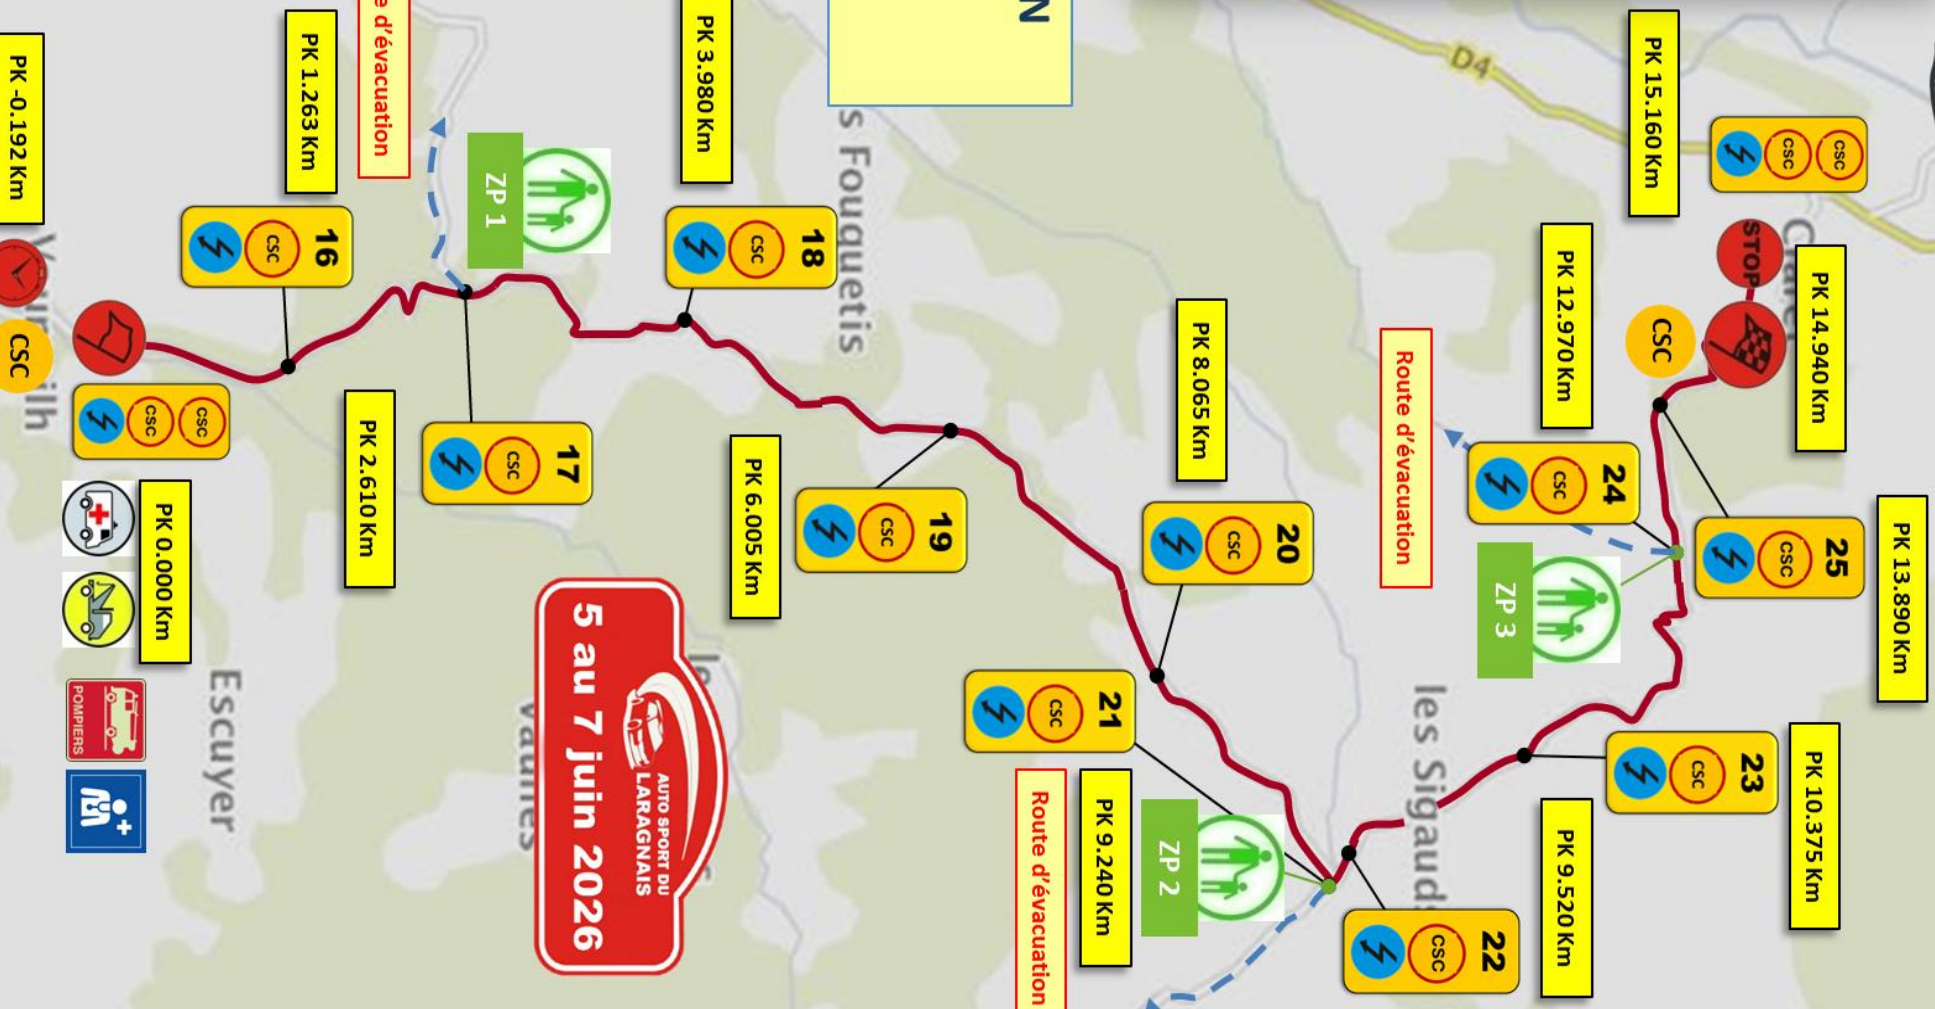 PK 13.890 Km
25
CSC
PK 14.940 Km
PK 10.375 Km
CSC
CSC
STOP
23
CSC
PK 15.160 Km
CSC
24
CSC
PK 12.970 Km
PK 9.520 Km
ZP 3
22
CSC
D4
les Sigauds
Route d'évacuation
20
CSC
PK 8.065 Km
ZP 2
PK 9.240 Km
21
CSC
Route d'évacuation
N
19
CSC
s Fouquetis
18
CSC
PK 6.005 Km
PK 3.980 Km
AUTO SPORT DU
LARAGNAIS
5 au 7 juin 2026
17
CSC
ZP 1
e d'évacuation
PK 2.610 Km
16
CSC
PK 1.263 Km
Escuyer
CSC
CSC
PK 0.000 Km
POMPIERS
PK -0.192 Km
CSC